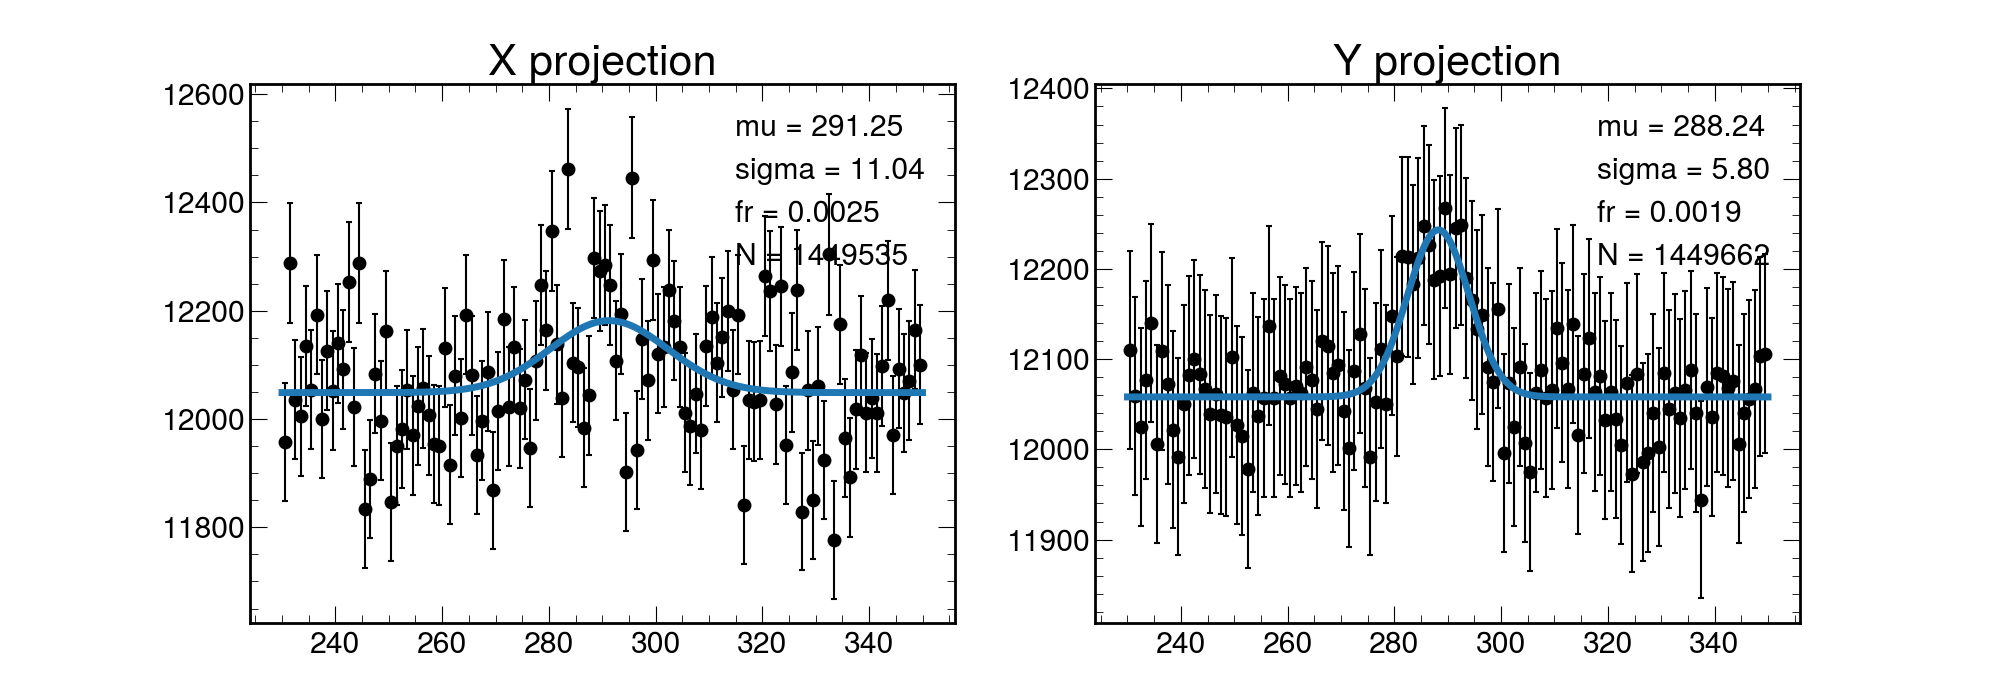 X projection
12600
12400
12200
12000
11800
mu = 291.25
sigma = 11.04
fr = 0.0025
N = 1449535
240 260 280 300 320 340
Y projection
12400
12300
12200
12100
12000
11900
mu = 288.24
sigma = 5.80
fr = 0.0019
N = 1449662
240 260 280 300 320 340